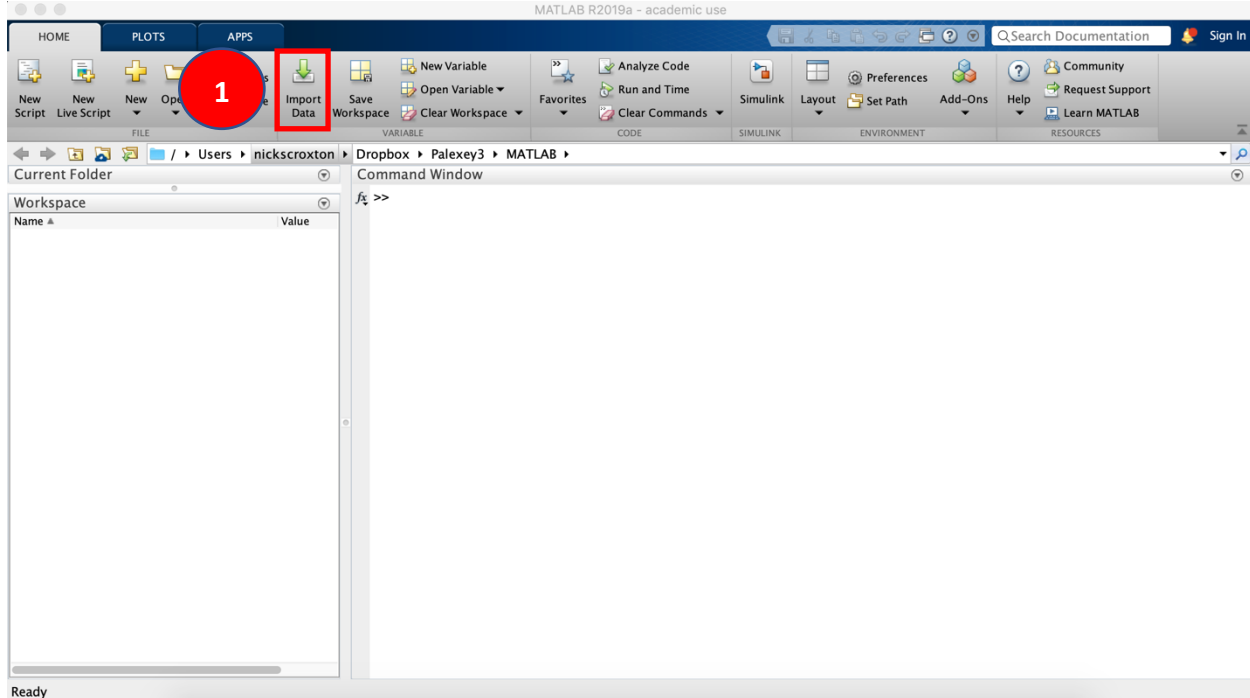 MATLAB R2019a - academic use
HOME PLOTS APPS
Search Documentation Sign In
New Script
New Live Script
New
1
Import Data
Save Workspace
New Variable
Open Variable
Clear Workspace
Favorites
Analyze Code
Run and Time
Clear Commands
Simulink
Layout
Preferences
Set Path
Add-Ons
Help
Community
Request Support
Learn MATLAB
FILE VARIABLE CODE SIMULINK ENVIRONMENT RESOURCES
/ Users nickscroxton Dropbox Palexey3 MATLAB
Current Folder
Command Window
Workspace
fx >>
Name Value
Ready